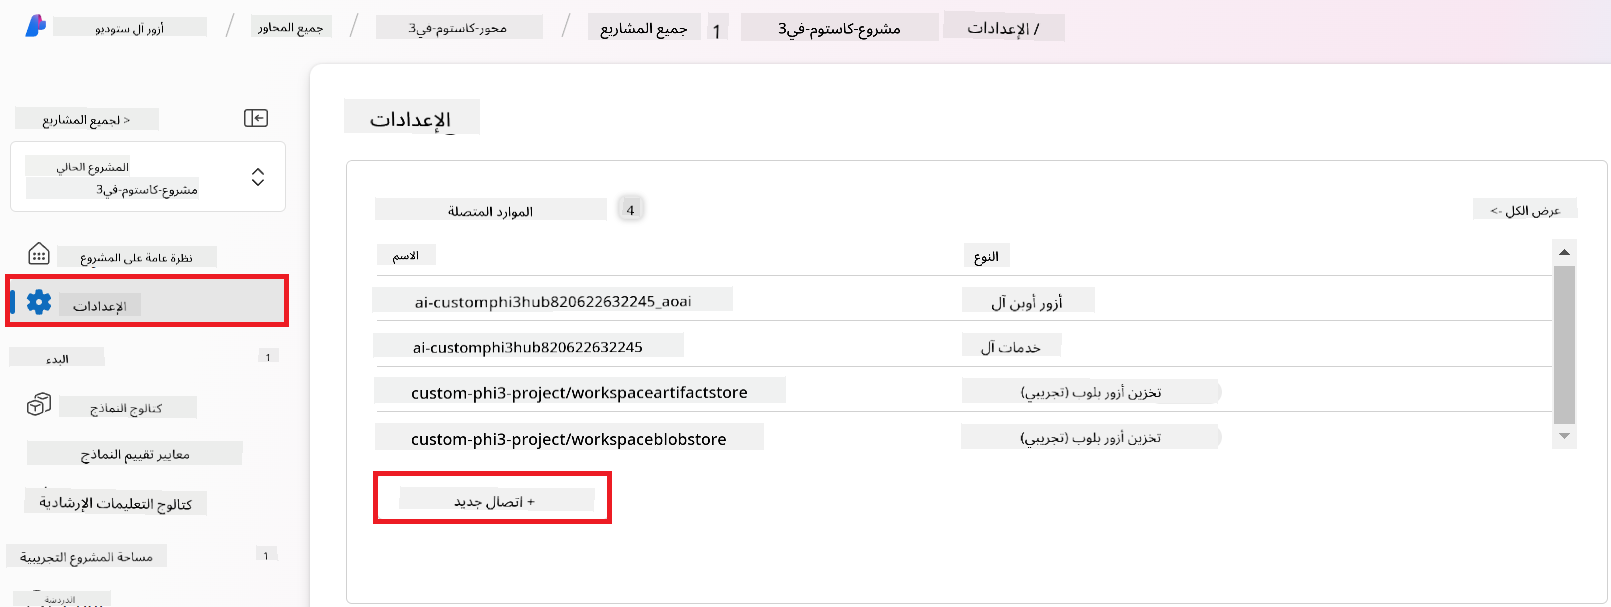 أزور آل ستوديو / جميع المحاور / محور-كاستوم-في3 / جميع المشاريع 1 مشروع-كاستوم-في3 / الإعدادات
< لجميع المشاريع
المشروع الحالي
مشروع-كاستوم-في3
نظرة عامة على المشروع
الإعدادات
البدء 1
كتالوج النماذج
معايير تقييم النماذج
كتالوج التعليمات الإرشادية
مساحة المشروع التجريبية 1
الدردشة
الإعدادات
الموارد المتصلة 4
عرض الكل ->
الاسم النوع
ai-customphi3hub820622632245_aoai أزور أوبن آل
ai-customphi3hub820622632245 خدمات آل
custom-phi3-project/workspaceartifactstore تخزين أزور بلوب (تجريبي)
custom-phi3-project/workspaceblobstore تخزين أزور بلوب (تجريبي)
+ اتصال جديد